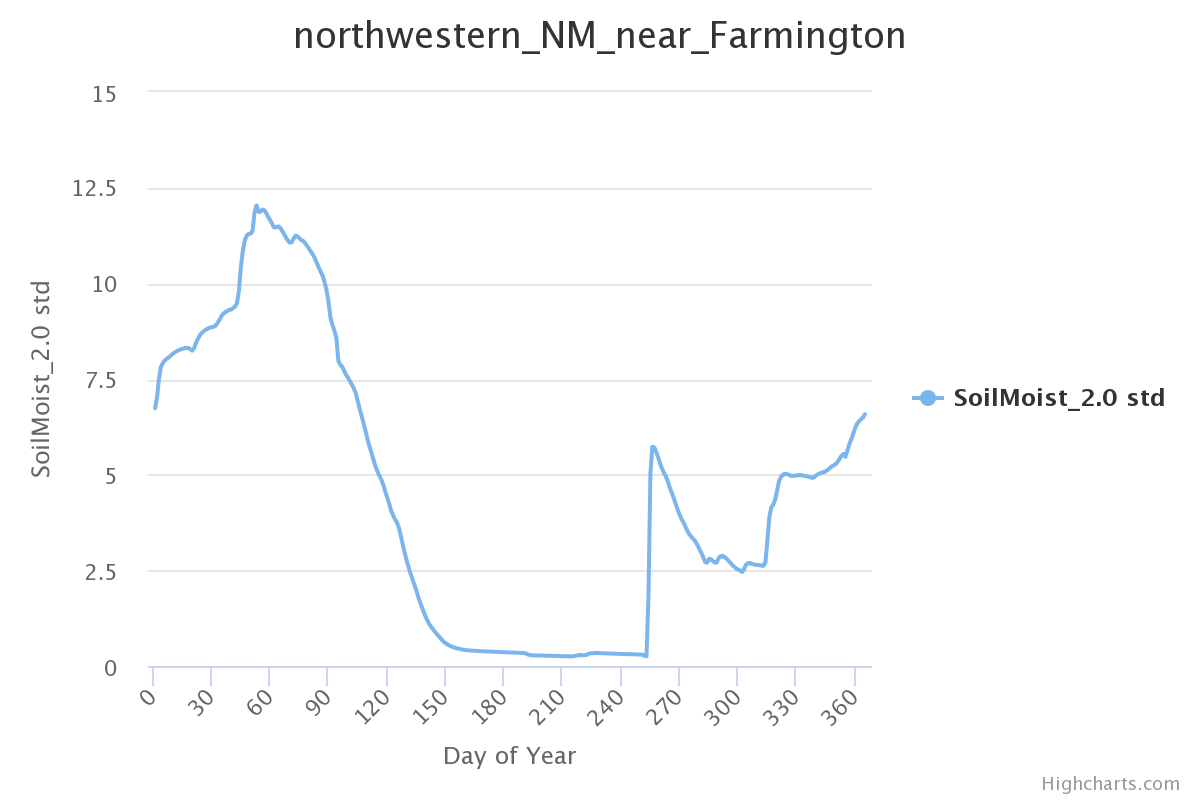 northwestern_NM_near_Farmington
15
12.5
10
7.5
5
2.5
0
SoilMoist_2.0 std
0 30 60 90 120 150 180 210 240 270 300 330 360
Day of Year
SoilMoist_2.0 std
Highcharts.com